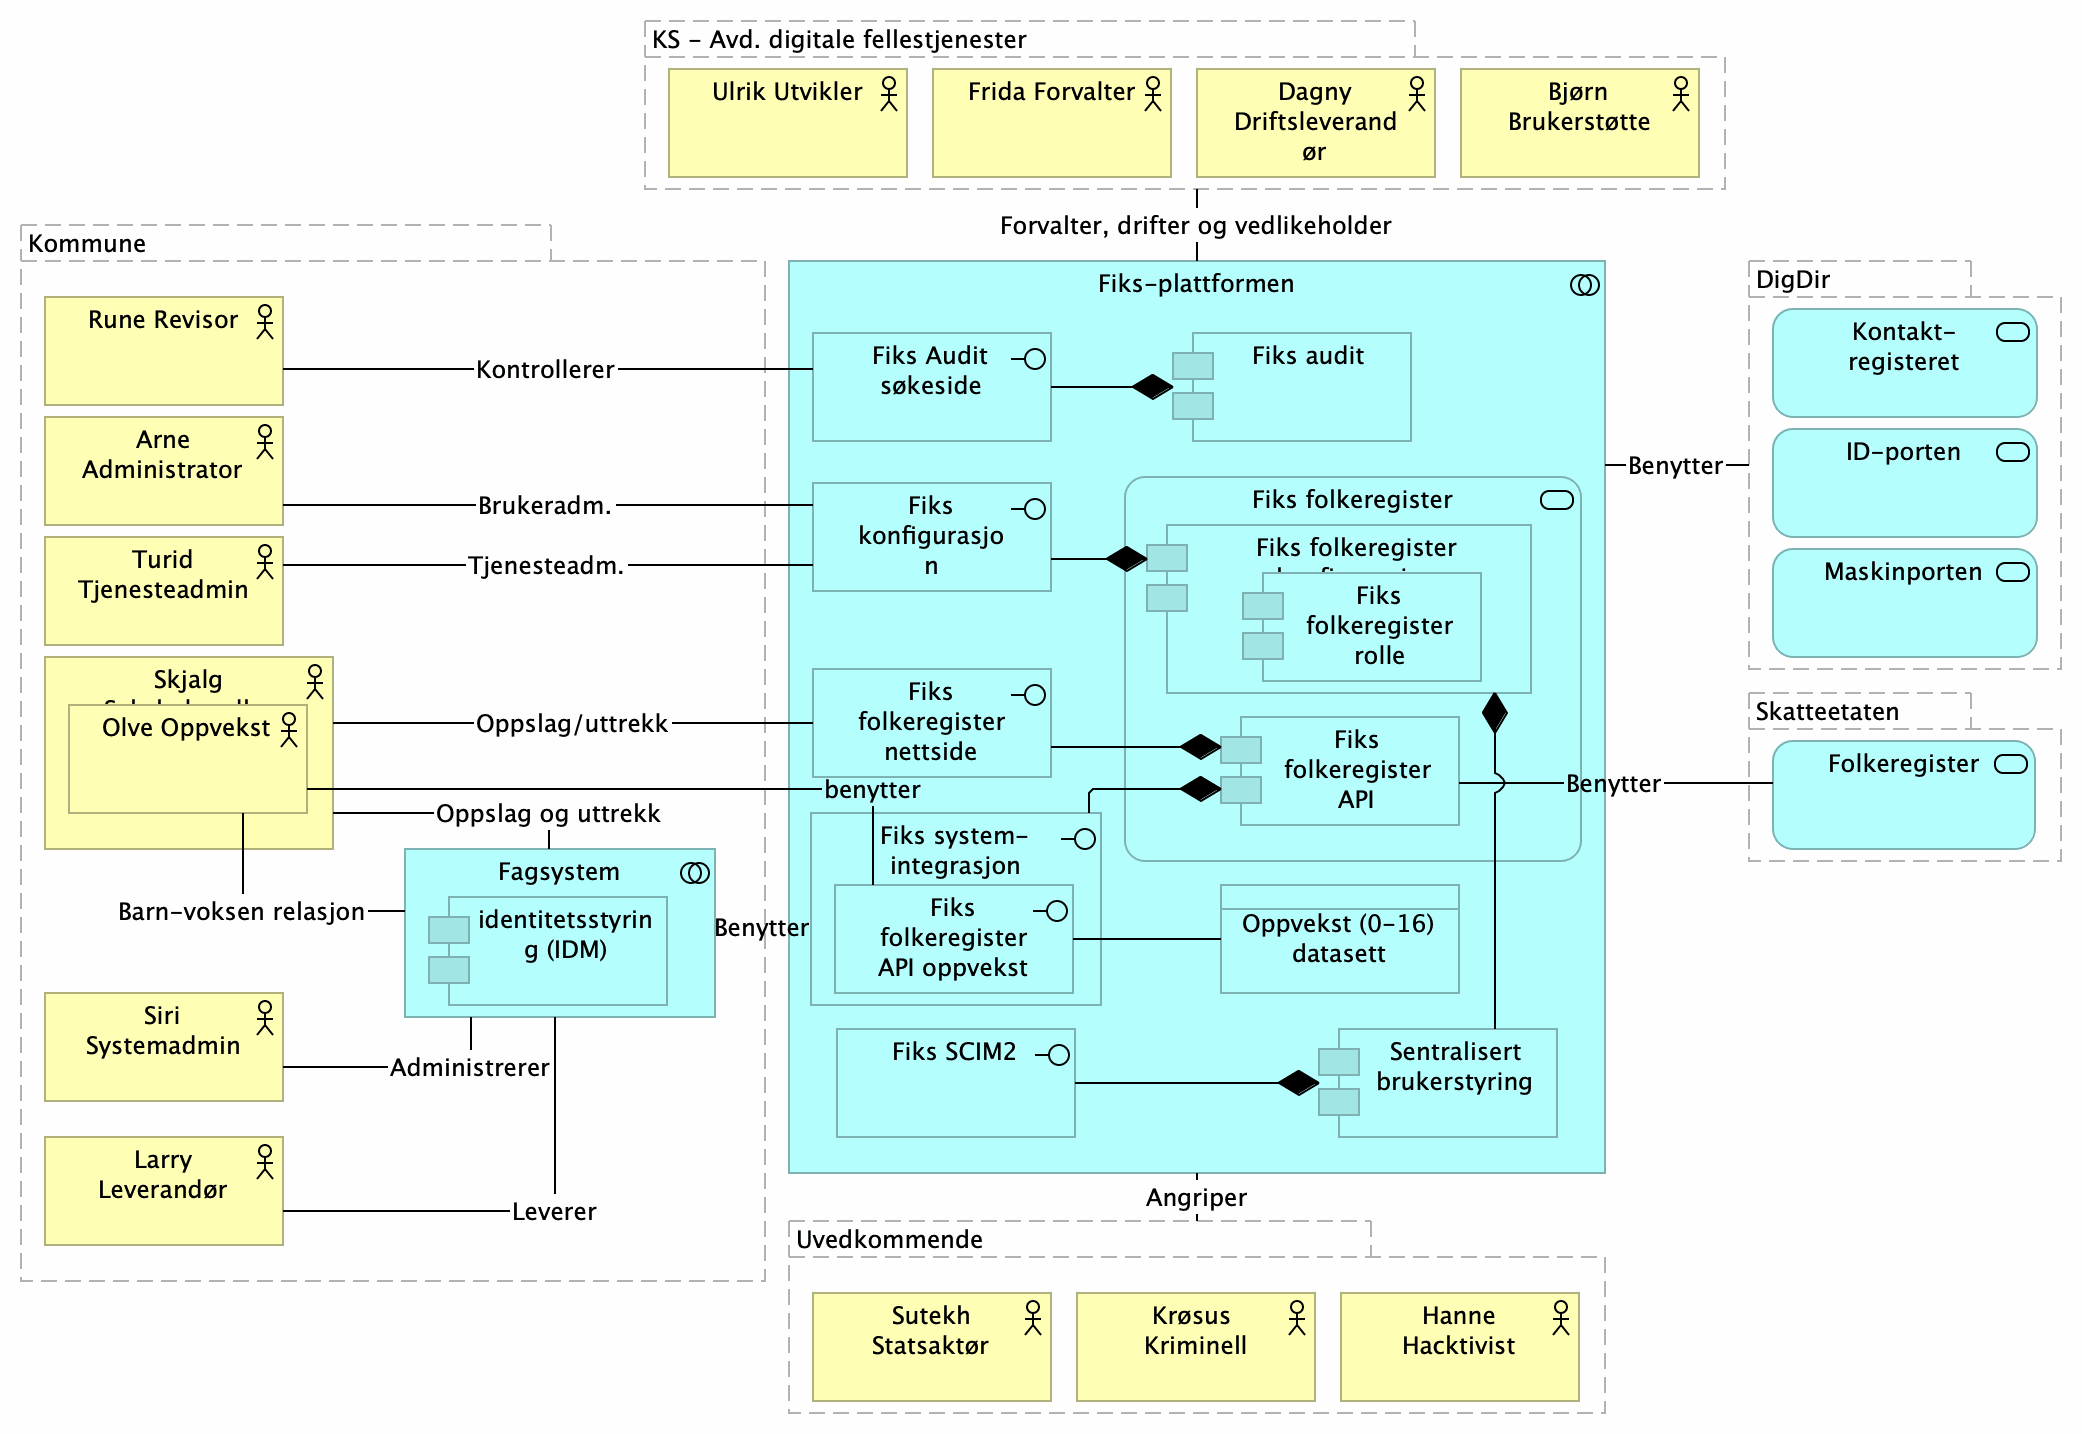 KS - Avd. digitale fellestjenester
Ulrik Utvikler
Frida Forvalter
Dagny
Driftsleverand
ør
Bjørn
Brukerstøtte
Forvalter, drifter og vedlikeholder
Kommune
Rune Revisor
Arne
Administrator
Turid
Tjenesteadmin
Skjalg
Olve Oppvekst
Siri
Systemadmin
Larry
Leverandør
Kontrollerer
Brukeradm.
Tjenesteadm.
Oppslag/uttrekk
benytter
Oppslag og uttrekk
Barn-voksen relasjon
Fagsystem
identitetsstyrin
g (IDM)
Benytter
Administrerer
Leverer
Fiks-plattformen
Fiks Audit
søkeside
Fiks audit
Fiks
konfigurasjo
n
Fiks folkeregister
Fiks folkeregister
Fiks
folkeregister
rolle
Fiks
folkeregister
nettside
Fiks
folkeregister
API
Fiks system-
integrasjon
Fiks
folkeregister
API oppvekst
Oppvekst (0-16)
datasett
Fiks SCIM2
Sentralisert
brukerstyring
Benytter
Benytter
DigDir
Kontakt-
registeret
ID-porten
Maskinporten
Skatteetaten
Folkeregister
Angriper
Uvedkommende
Sutekh
Statsaktør
Krøsus
Kriminell
Hanne
Hacktivist